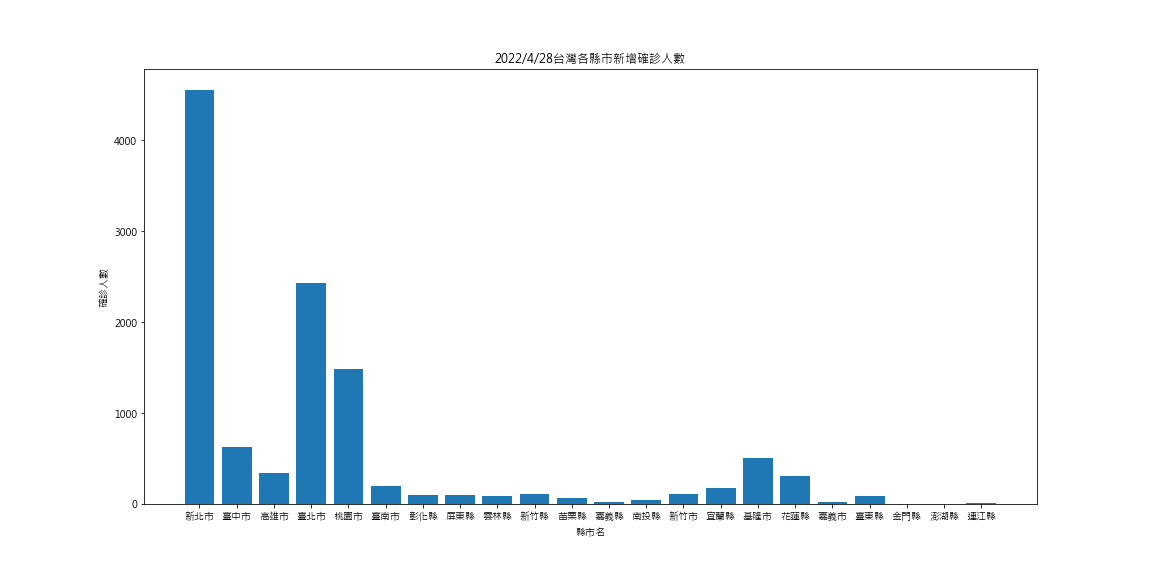 2022/4/28台灣各縣市新增確診人數
4000
3000
2000
1000
0
確診人數
新北市 臺中市 高雄市 臺北市 桃園市 臺南市 彰化縣 屏東縣 雲林縣 新竹縣 苗栗縣 嘉義縣 南投縣 新竹市 宜蘭縣 基隆市 花蓮縣 嘉義市 臺東縣 金門縣 澎湖縣 連江縣
縣市名